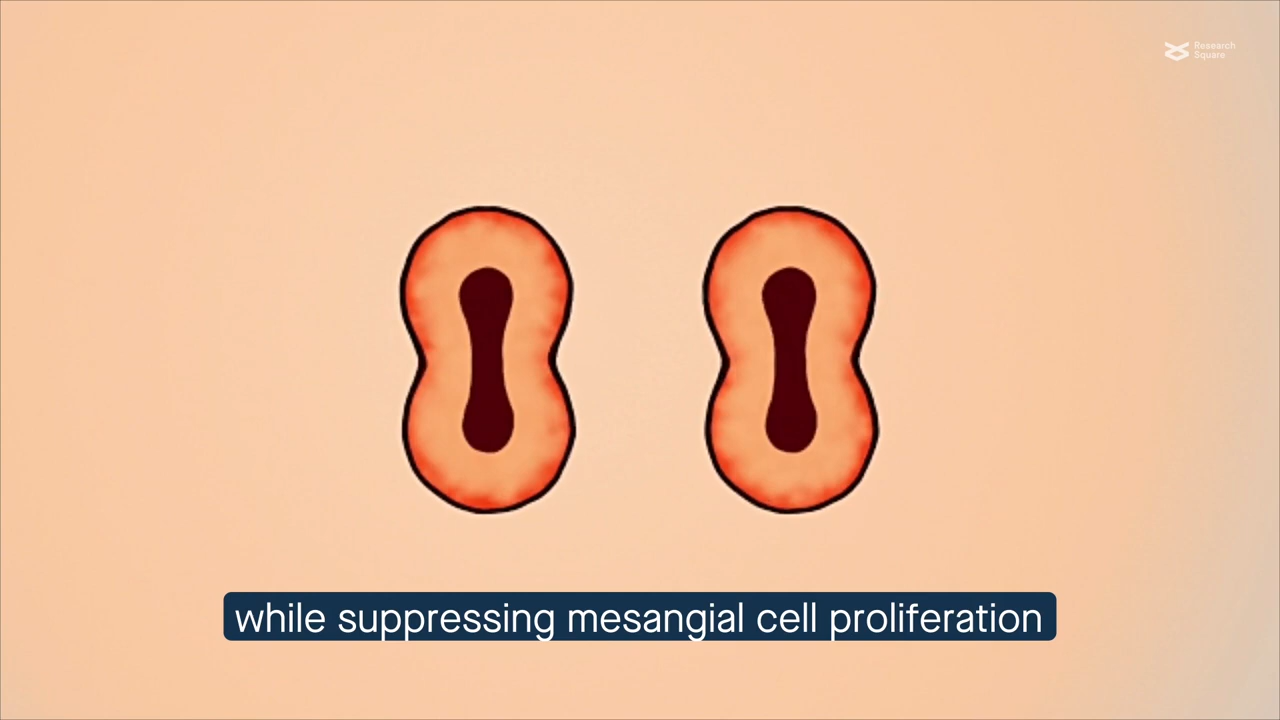 Research
Square
while suppressing mesangial cell proliferation